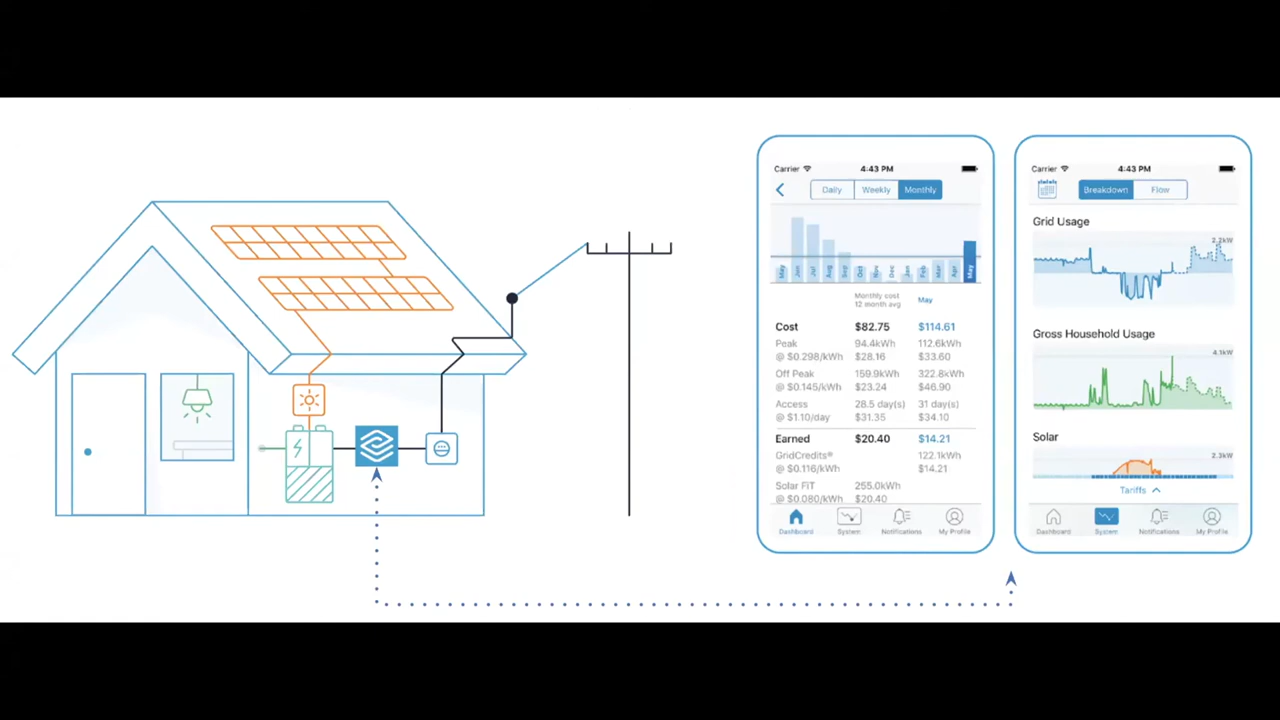 Carrier 4:43 PM
Daily Weekly Monthly
May Jun Jul Aug Sep Oct Nov Dec Jan Feb Mar Apr May
Monthly cost
12 month avg May
Cost $82.75 $114.61
Peak 94.4kWh 112.6kWh
@ $0.298/kWh $28.16 $33.60
Off Peak 159.9kWh 322.8kWh
@ $0.145/kWh $23.24 $46.90
Access 28.5 day(s) 31 day(s)
@ $1.10/day $31.35 $34.10
Earned $20.40 $14.21
GridCredits® 122.1kWh
@ $0.116/kWh $14.21
Solar FiT 255.0kWh
@ $0.080/kWh $20.40
Dashboard System Notifications My Profile
Carrier 4:43 PM
Breakdown Flow
Grid Usage
2.2kW
Gross Household Usage
4.1kW
Solar
2.3kW
Tariffs
Dashboard System Notifications My Profile